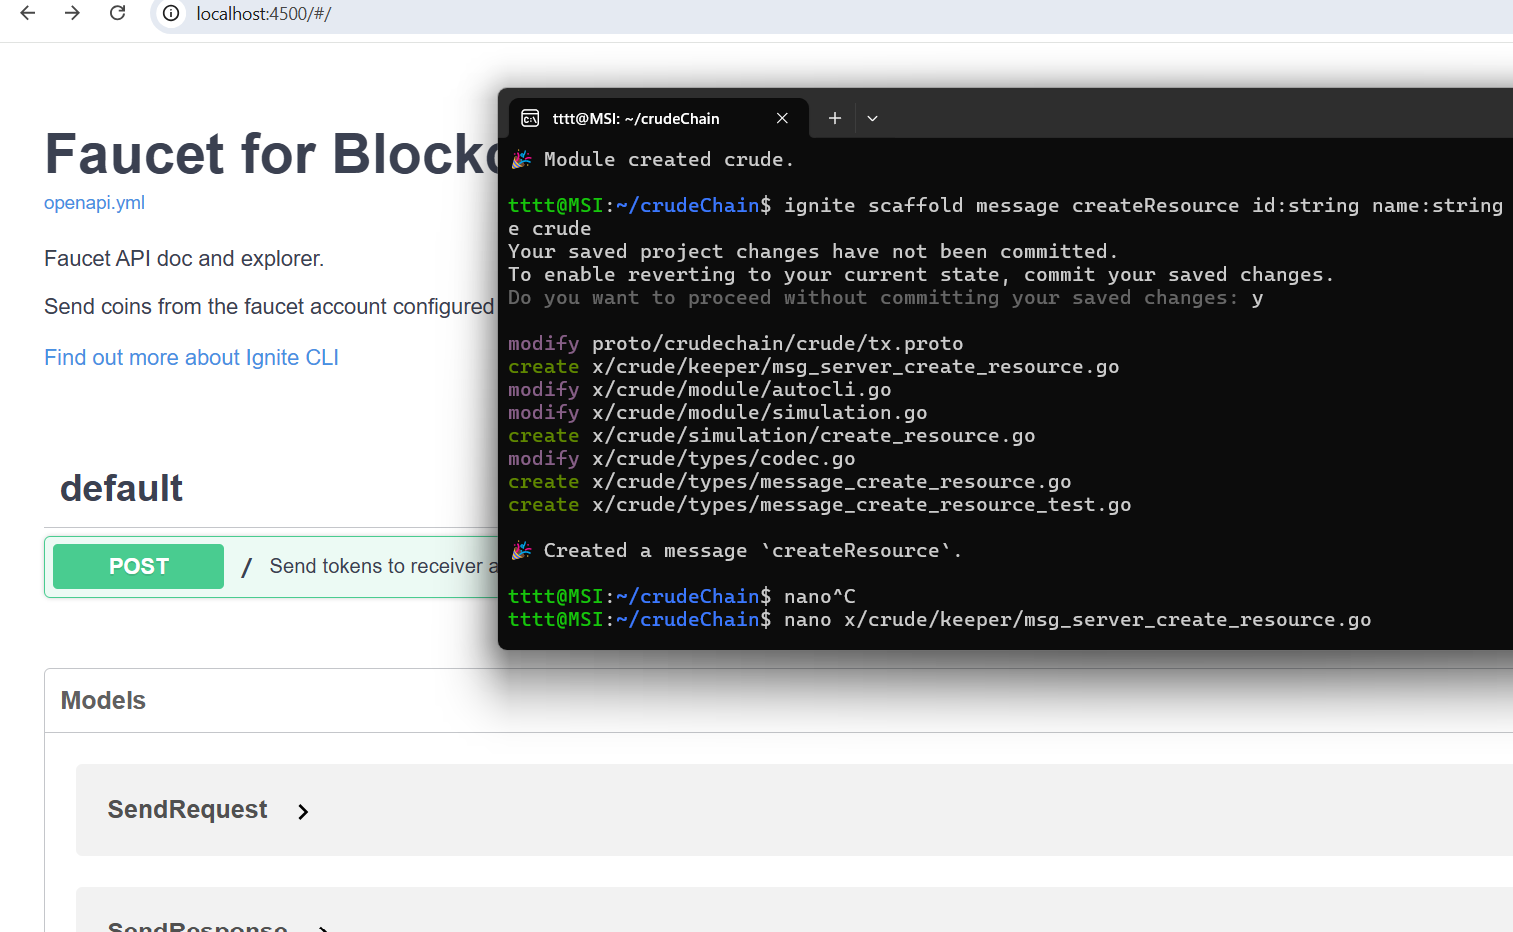 localhost:4500/#/
Faucet for Block
openapi.yml
Faucet API doc and explorer.
Send coins from the faucet account configured
Find out more about Ignite CLI
default
POST / Send tokens to receiver a
Models
SendRequest
SendResponse
tttt@MSI: ~/crudeChain
Module created crude.
tttt@MSI:~/crudeChain$ ignite scaffold message createResource id:string name:string
e crude
Your saved project changes have not been committed.
To enable reverting to your current state, commit your saved changes.
Do you want to proceed without committing your saved changes: y
modify proto/crudechain/crude/tx.proto
create x/crude/keeper/msg_server_create_resource.go
modify x/crude/module/autocli.go
modify x/crude/module/simulation.go
create x/crude/simulation/create_resource.go
modify x/crude/types/codec.go
create x/crude/types/message_create_resource.go
create x/crude/types/message_create_resource_test.go
Created a message `createResource`.
tttt@MSI:~/crudeChain$ nano^C
tttt@MSI:~/crudeChain$ nano x/crude/keeper/msg_server_create_resource.go